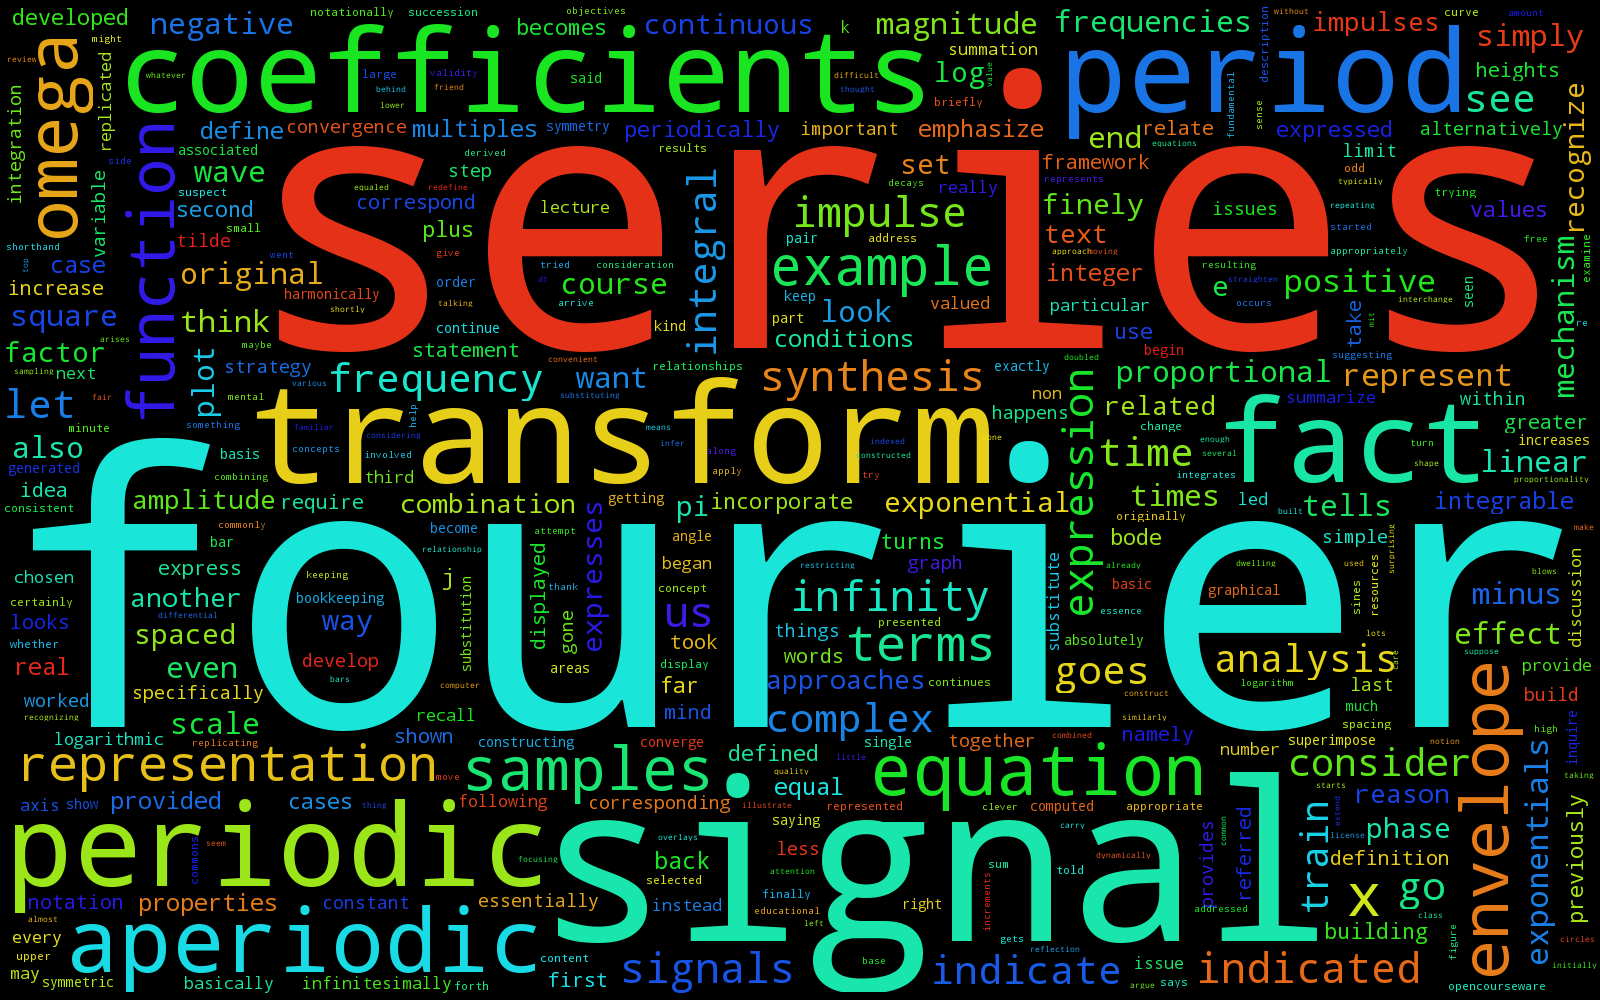 developed
negative
notationally
succession
objectives
becomes
continuous
k
magnitude
frequencies
without
impulses
curve
amount
simply
might
omega
coefficients
period
review
whatever
large
behind
validity
friend
lower
said
difficult
thought
summation
log
value
briefly
description
heights
see
integration
replicated
function
define
convergence
multiples
symmetry
periodically
important
emphasize
end
relate
fundamental
sense
expressed
alternatively
recognize
side
associated
wave
derived
step
results
series
set
framework
equations
limit
odd
typically
variable
suspect
second
small
tilde
equaled
redefine
correspond
plus
lecture
integral
decays
really
impulse
pair
address
represents
finely
text
issues
repeating
started
trying
values
shorthand
top
case
increase
original
went
harmonically
shortly
give
order
talking
tried
consideration
dt
arrive
course
example
keep
look
part
valued
approach
moving
integer
particular
resulting
e
occurs
appropriately
straighten
positive
interchange
seen
free
mechanism
examine
square
arises
think
maybe
continue
statement
kind
conditions
use
begin
take
mit
re
suggesting
factor
sampling
next
plot
strategy
mental
frequency
convenient
various
substituting
want
relationships
synthesis
exactly
non
doubled
proportional
represent
summarize
within
let
fair
minute
something
transform
familiar
considering
help
means
infer
along
indexed
constructed
done
happens
expression
related
change
fact
greater
turn
increases
also
generated
idea
consistent
basis
combining
concepts
involved
third
apply
try
time
several
enough
integrates
shape
linear
proportionality
amplitude
require
combination
getting
pi
incorporate
exponential
times
originally
led
built
tells
integrable
commonly
bar
become
relationship
attempt
expresses
angle
turns
graph
bode
already
used
simple
surprising
make
chosen
express
keeping
began
concept
restricting
substitute
basic
dwelling
graphical
sines
resources
blows
discussion
certainly
another
differential
bookkeeping
j
substitution
displayed
thank
gone
us
infinity
presented
essence
minus
looks
whether
spaced
way
things
absolutely
lots
effect
real
even
develop
bars
fourier
areas
took
display
words
terms
continues
goes
analysis
care
suppose
logarithm
last
provide
worked
recognizing
specifically
scale
computer
recall
far
mind
approaches
complex
construct
similarly
much
spacing
build
envelope
logarithmic
replicating
shown
constructing
converge
defined
single
together
combined
namely
number
superimpose
notion
high
inquire
representation
move
samples
quality
equal
little
equation
starts
consider
taking
exponentials
axis
show
provided
cases
thing
following
corresponding
illustrate
represented
clever
computed
appropriate
reason
extend
license
periodic
commons
seem
focusing
overlays
back
saying
less
carry
dynamically
signal
provides
common
referred
train
phase
definition
previously
notation
properties
constant
essentially
selected
instead
attention
finally
educational
left
right
sum
increments
told
addressed
x
go
class
almost
every
upper
may
symmetric
aperiodic
basically
infinitesimally
content
forth
first
signals
base
gets
reflection
indicate
argue
issue
says
building
indicated
figure
circles
initially
opencourseware